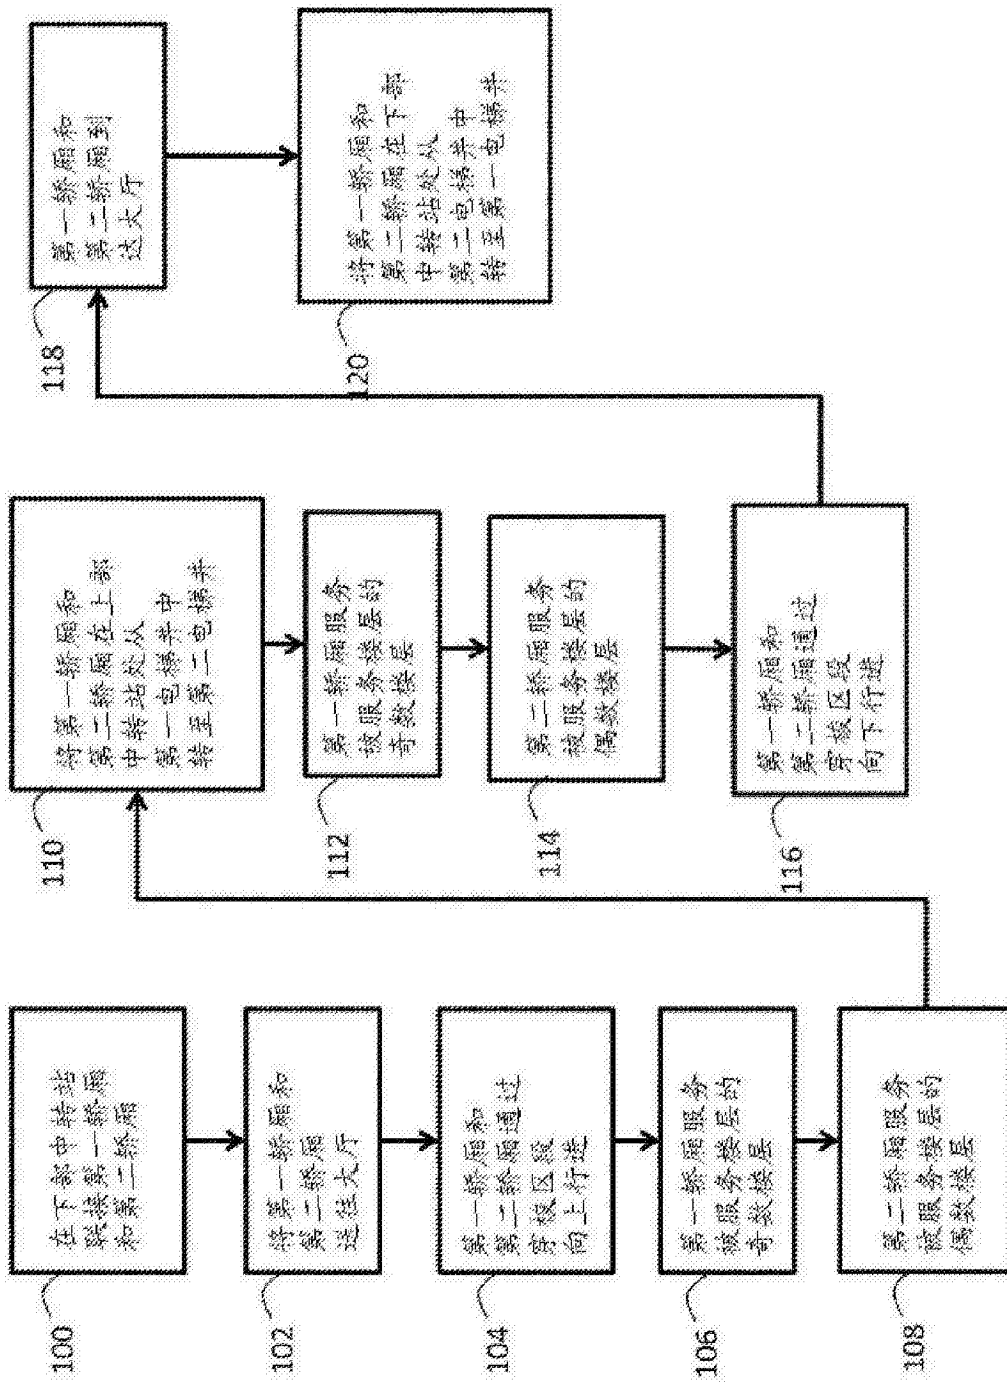 100
在下部中转站
联接第一轿厢
和第二轿厢
102
将第一轿厢和
第二轿厢
送往大厅
104
第一轿厢和
第二轿厢通过
穿梭区段
向上行进
106
第一轿厢服务
被服务楼层的
奇数楼层
108
第二轿厢服务
被服务楼层的
偶数楼层
110
将第一轿厢和
第二轿厢在上部
中转站处从
第一电梯井中
转至第二电梯井
112
第一轿厢服务
被服务楼层的
奇数楼层
114
第二轿厢服务
被服务楼层的
偶数楼层
116
第一轿厢和
第二轿厢通过
穿梭区段
向下行进
118
第一轿厢和
第二轿厢到
达大厅
120
将第一轿厢和
第二轿厢在下部
中转站处从
第二电梯井中
转至第一电梯井